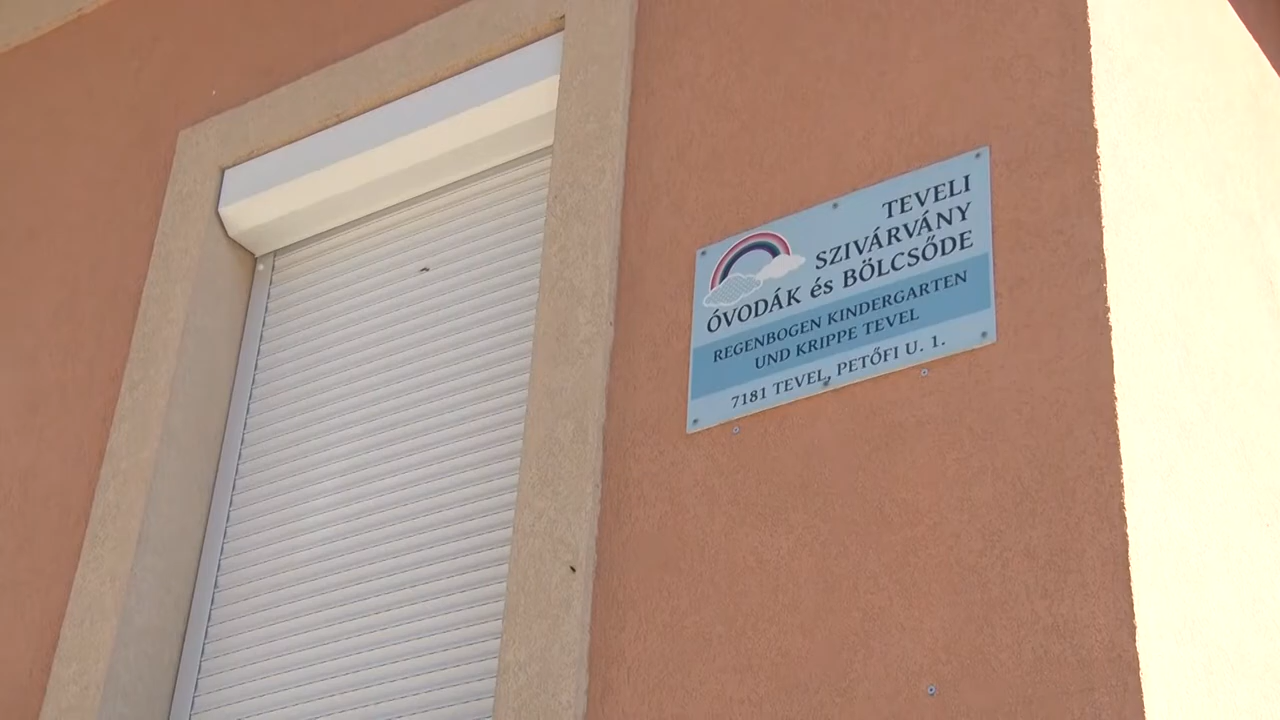 TEVELI
SZIVÁRVÁNY
ÓVODÁK és BÖLCSŐDE
REGENBOGEN KINDERGARTEN
UND KRIPPE TEVEL
7181 TEVEL, PETŐFI U. 1.